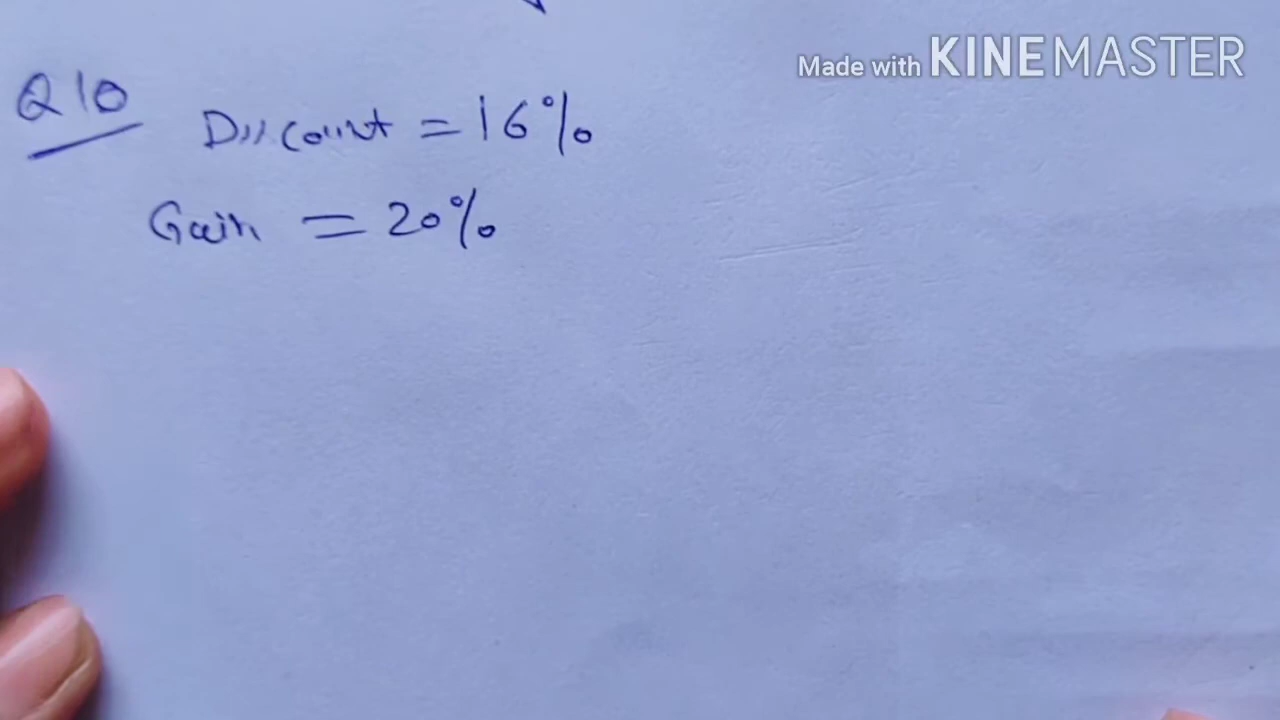 Made with KINEMASTER
Q10
Discount = 16%
Gain = 20%